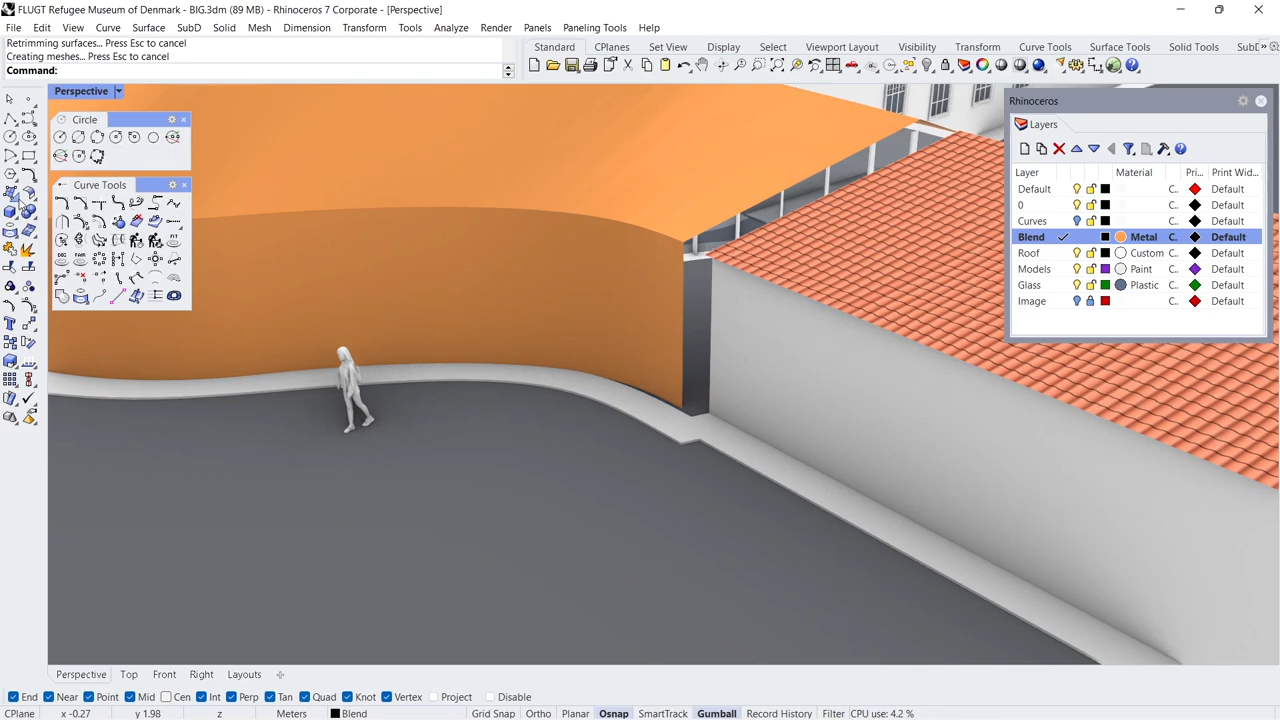 FLUGT Refugee Museum of Denmark - BIG.3dm (89 MB) - Rhinoceros 7 Corporate - [Perspective]
File Edit View Curve Surface SubD Solid Mesh Dimension Transform Tools Analyze Render Panels Paneling Tools Help
Retrimming surfaces... Press Esc to cancel
Creating meshes... Press Esc to cancel
Command:
Standard CPlanes Set View Display Select Viewport Layout Visibility Transform Curve Tools Surface Tools Solid Tools SubD »
Perspective
Circle
Curve Tools
Rhinoceros
Layers
Layer Material Pri... Print Wid...
Default Default
0 C.. Default
Curves C.. Default
Blend Metal C.. Default
Roof Custom C.. Default
Models Paint C.. Default
Glass Plastic C.. Default
Image C.. Default
Perspective Top Front Right Layouts
End Near Point Mid Cen Int Perp Tan Quad Knot Vertex Project Disable
CPlane x -0.27 y 1.98 z Meters Blend Grid Snap Ortho Planar Osnap SmartTrack Gumball Record History Filter CPU use: 4.2 %